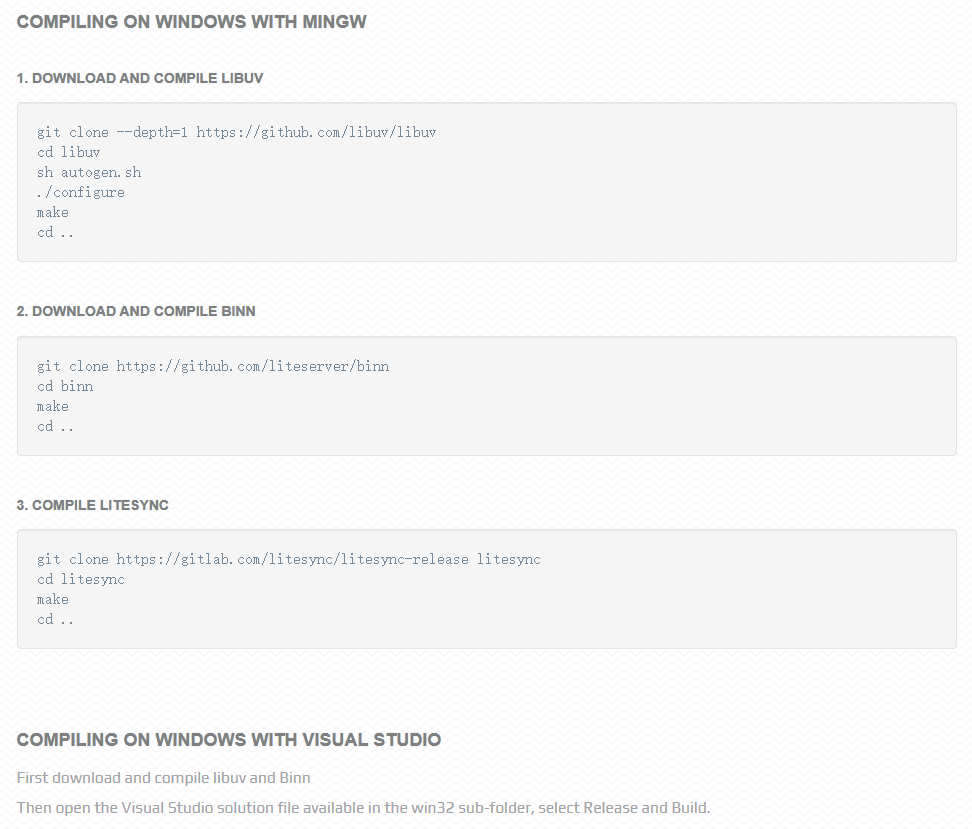 COMPILING ON WINDOWS WITH MINGW
1. DOWNLOAD AND COMPILE LIBUV
git clone --depth=1 https://github.com/libuv/libuv
cd libuv
sh autogen.sh
./configure
make
cd ..
2. DOWNLOAD AND COMPILE BINN
git clone https://github.com/liteserver/binn
cd binn
make
cd ..
3. COMPILE LITESYNC
git clone https://gitlab.com/litesync/litesync-release litesync
cd litesync
make
cd ..
COMPILING ON WINDOWS WITH VISUAL STUDIO
First download and compile libuv and Binn
Then open the Visual Studio solution file available in the win32 sub-folder, select Release and Build.